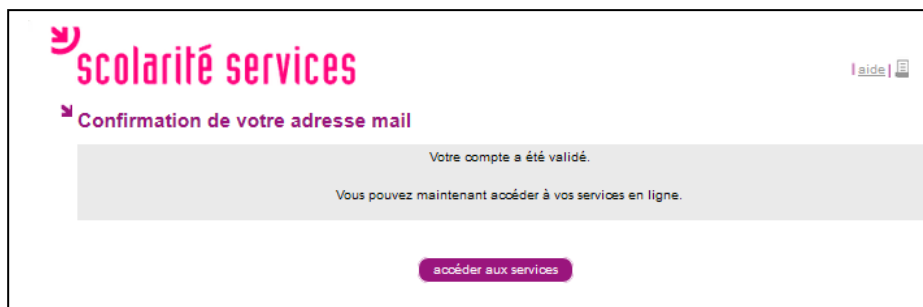 scolarité services
| aide |
Confirmation de votre adresse mail
Votre compte a été validé.
Vous pouvez maintenant accéder à vos services en ligne.
accéder aux services